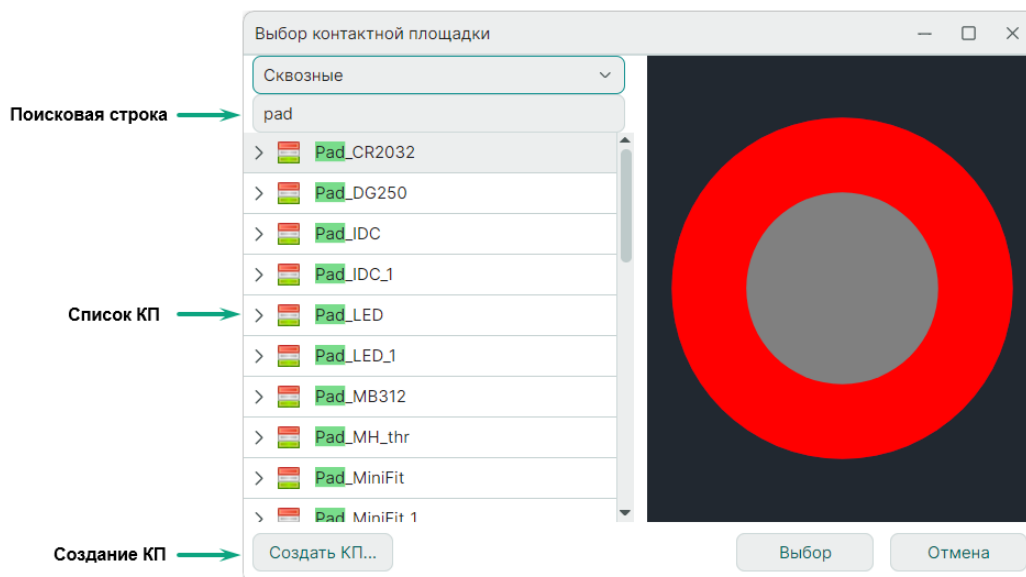 Выбор контактной площадки
Сквозные
Поисковая строка
pad
Pad_CR2032
Pad_DG250
Pad_IDC
Pad_IDC_1
Список КП
Pad_LED
Pad_LED_1
Pad_MB312
Pad_MH_thr
Pad_MiniFit
Pad_MiniFit_1
Создание КП
Создать КП...
Выбор
Отмена